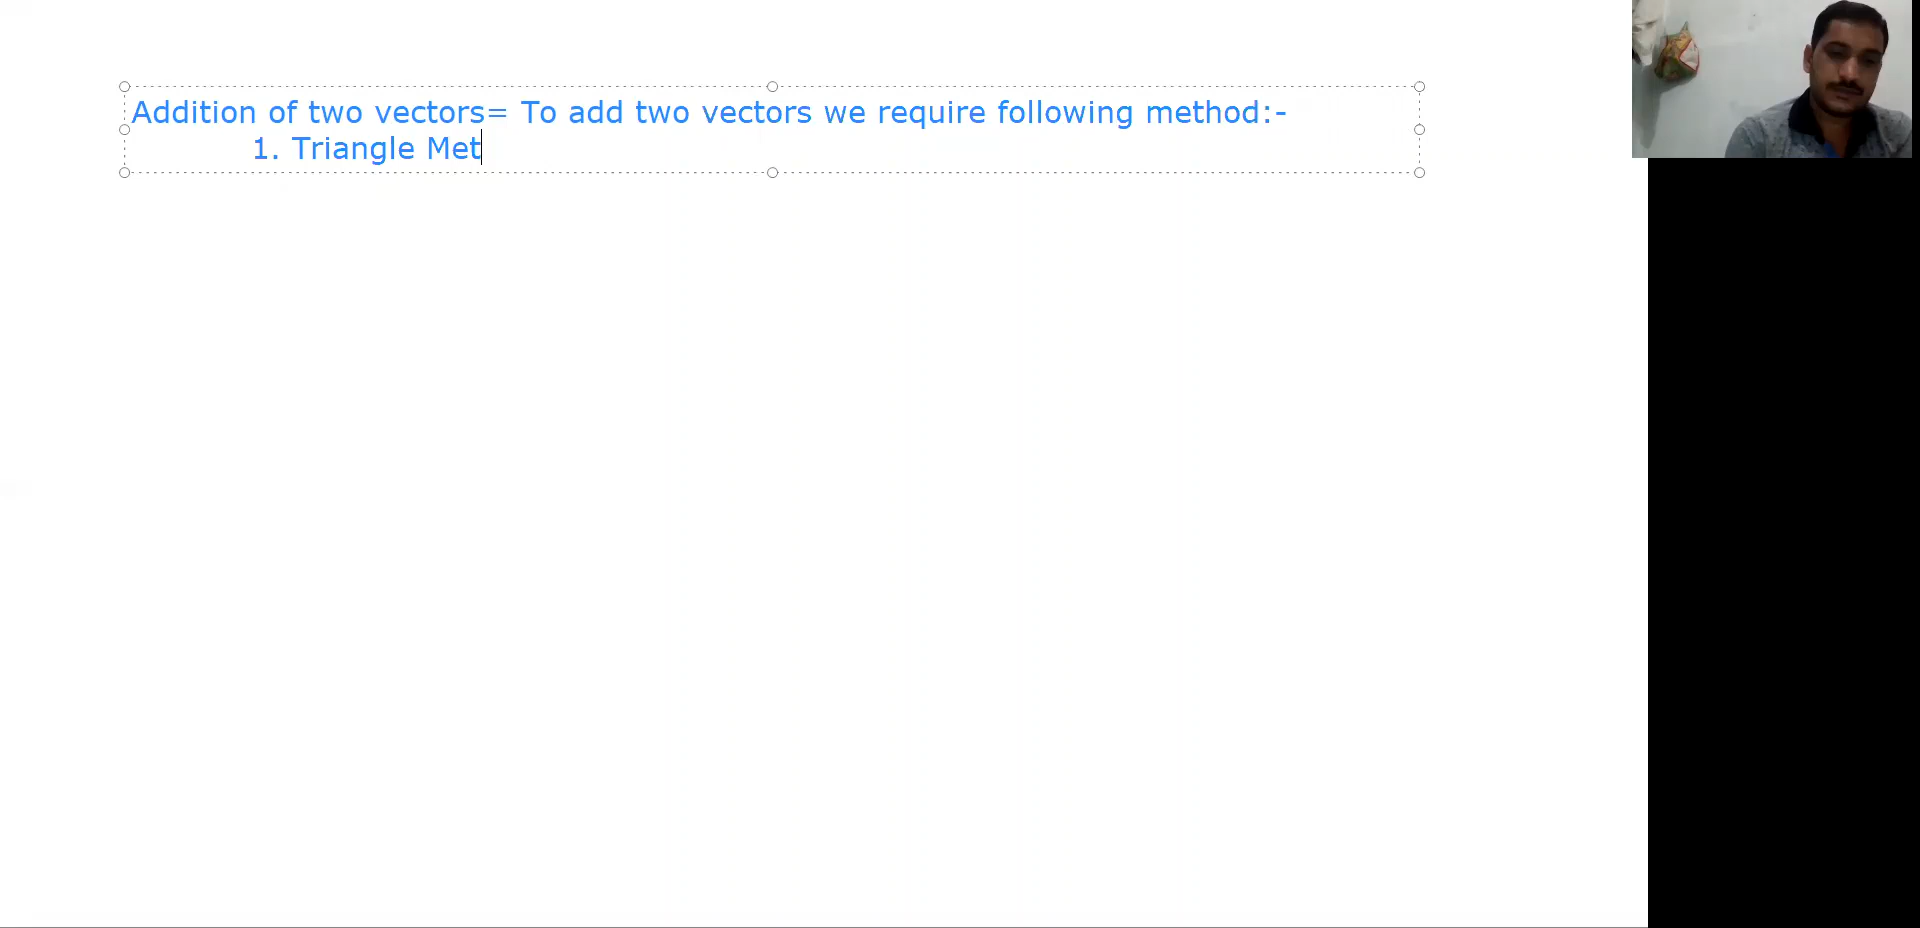 Addition of two vectors= To add two vectors we require following method:-
1. Triangle Met